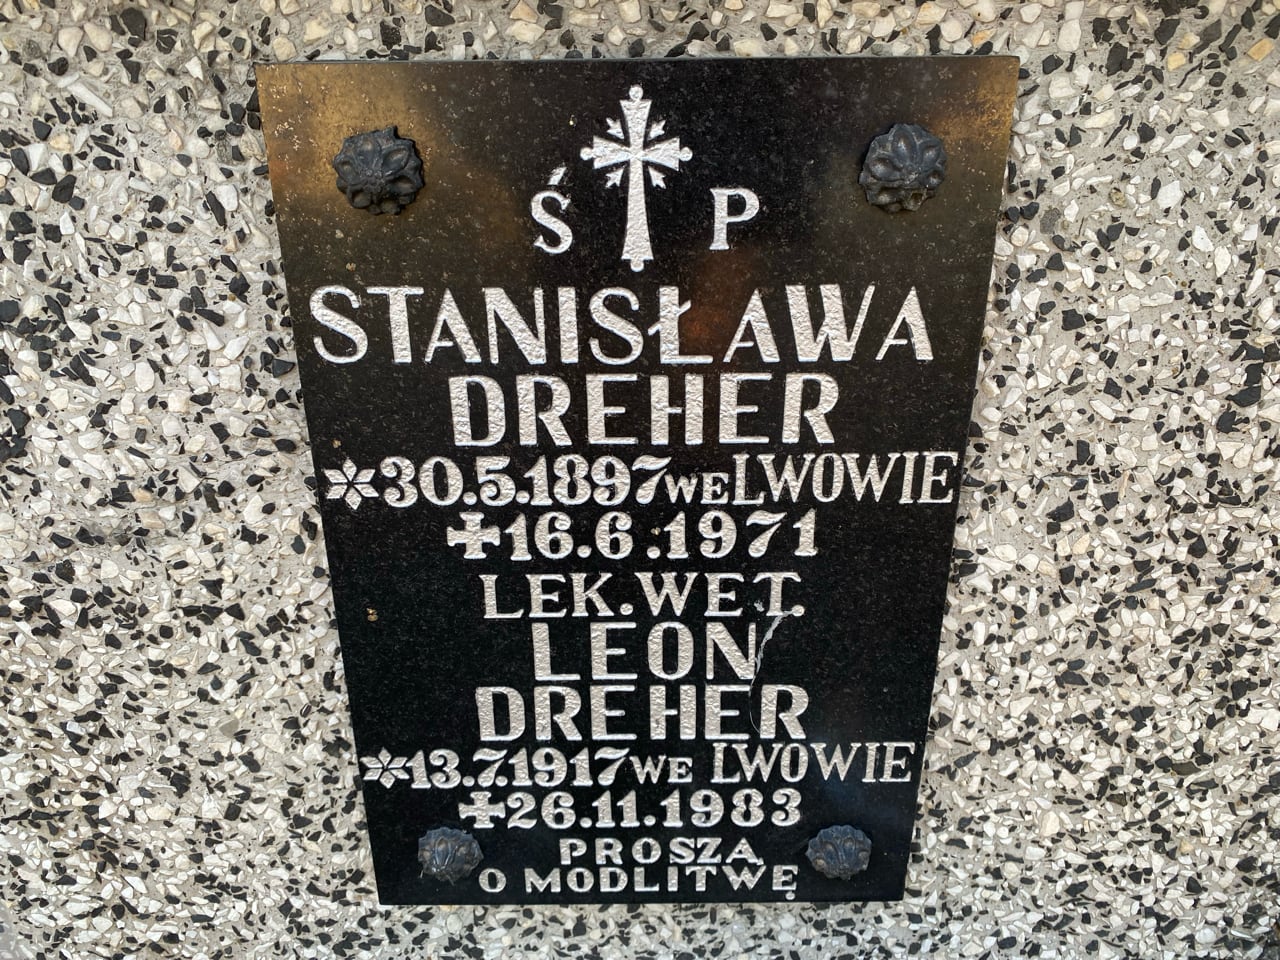 Ś P
STANISŁAWA
DREHER
30.5.1897 WE LWOWIE
16.6.1971
LEK. WET.
LEON
DREHER
13.7.1917 WE LWOWIE
26.11.1983
PROSZĄ
O MODLITWĘ